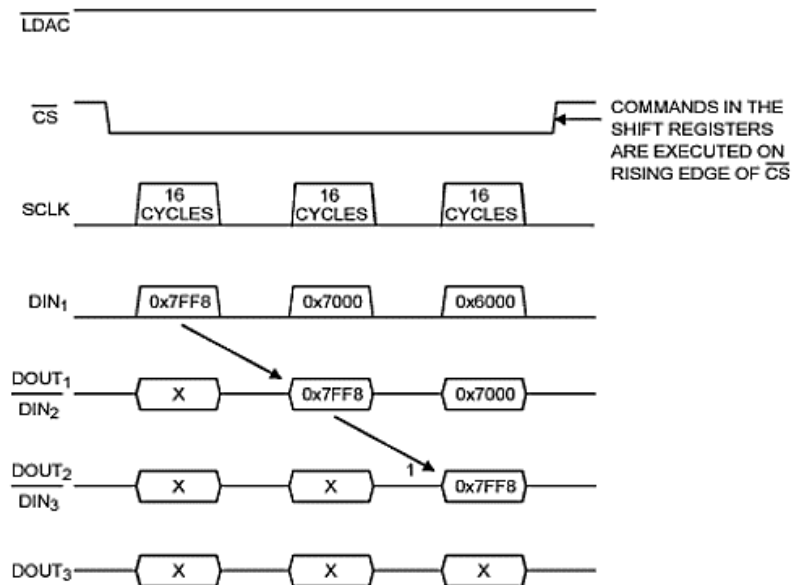 LDAC
CS
COMMANDS IN THE
SHIFT REGISTERS
ARE EXECUTED ON
RISING EDGE OF CS
SCLK
16
CYCLES
16
CYCLES
16
CYCLES
DIN1
0x7FF8
0x7000
0x6000
DOUT1
DIN2
X
0x7FF8
0x7000
DOUT2
DIN3
X
X
1
0x7FF8
DOUT3
X
X
X